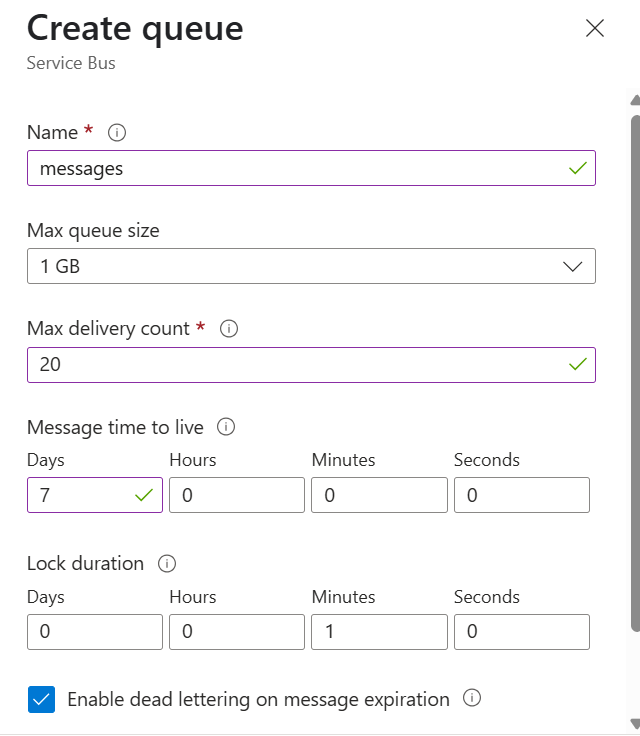 Create queue
Service Bus
Name *
messages
Max queue size
1 GB
Max delivery count *
20
Message time to live
Days Hours Minutes Seconds
7 0 0 0
Lock duration
Days Hours Minutes Seconds
0 0 1 0
Enable dead lettering on message expiration